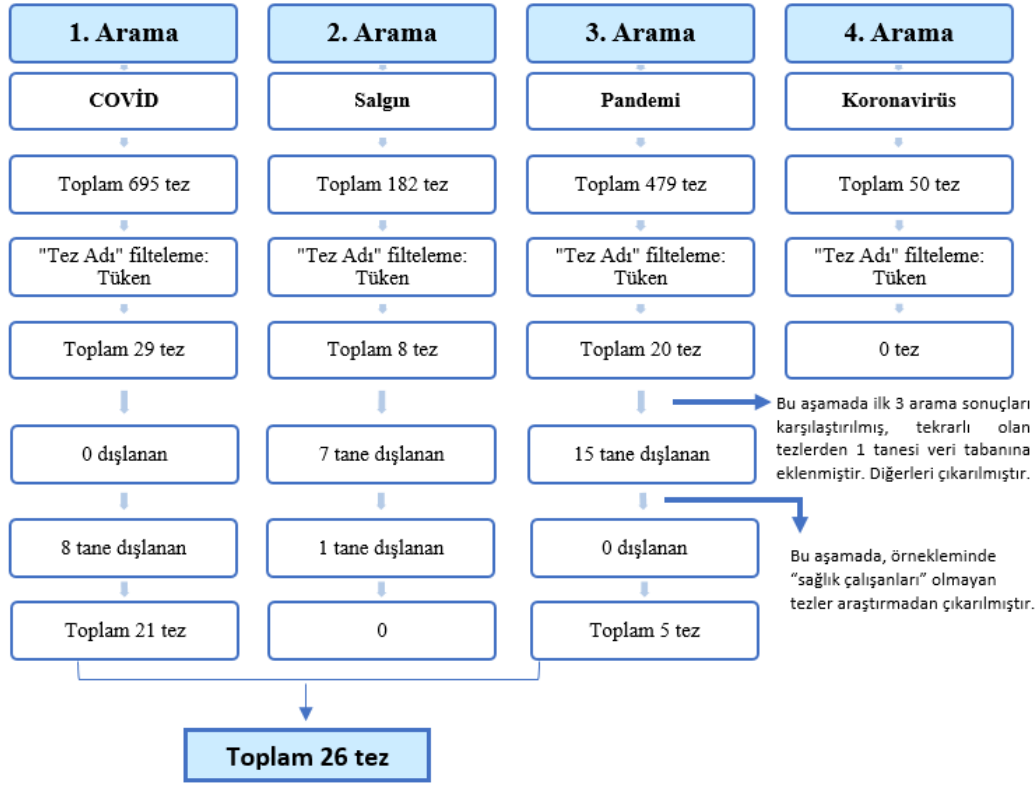 1. Arama
2. Arama
3. Arama
4. Arama
COVİD
Salgın
Pandemi
Koronavirüs
Toplam 695 tez
Toplam 182 tez
Toplam 479 tez
Toplam 50 tez
"Tez Adı" filteleme:
Tüken
"Tez Adı" filteleme:
Tüken
"Tez Adı" filteleme:
Tüken
"Tez Adı" filteleme:
Tüken
Toplam 29 tez
Toplam 8 tez
Toplam 20 tez
0 tez
Bu aşamada ilk 3 arama sonuçları
karşılaştırılmış, tekrarlı olan
tezlerden 1 tanesi veri tabanına
eklenmiştir. Diğerleri çıkarılmıştır.
0 dışlanan
7 tane dışlanan
15 tane dışlanan
8 tane dışlanan
1 tane dışlanan
0 dışlanan
Bu aşamada, örnekleminde
“sağlık çalışanları” olmayan
tezler araştırmadan çıkarılmıştır.
Toplam 21 tez
0
Toplam 5 tez
Toplam 26 tez